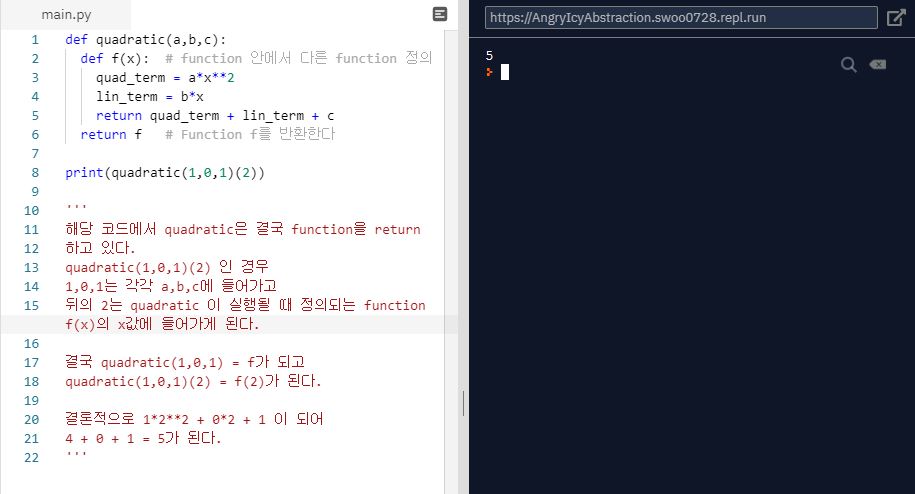 main.py
https://AngryIcyAbstraction.swoo0728.repl.run
1 def quadratic(a,b,c):
2 def f(x):  # function 안에서 다른 function 정의
3 quad_term = a*x**2
4 lin_term = b*x
5 return quad_term + lin_term + c
6 return f   # Function f를 반환한다
7
8 print(quadratic(1,0,1)(2))
9
10 '''
11 해당 코드에서 quadratic은 결국 function을 return
12 하고 있다.
13 quadratic(1,0,1)(2) 인 경우
14 1,0,1는 각각 a,b,c에 들어가고
15 뒤의 2는 quadratic 이 실행될 때 정의되는 function
f(x)의 x값에 들어가게 된다.
16
17 결국 quadratic(1,0,1) = f가 되고
18 quadratic(1,0,1)(2) = f(2)가 된다.
19
20 결론적으로 1*2**2 + 0*2 + 1 이 되어
21 4 + 0 + 1 = 5가 된다.
22 '''
5